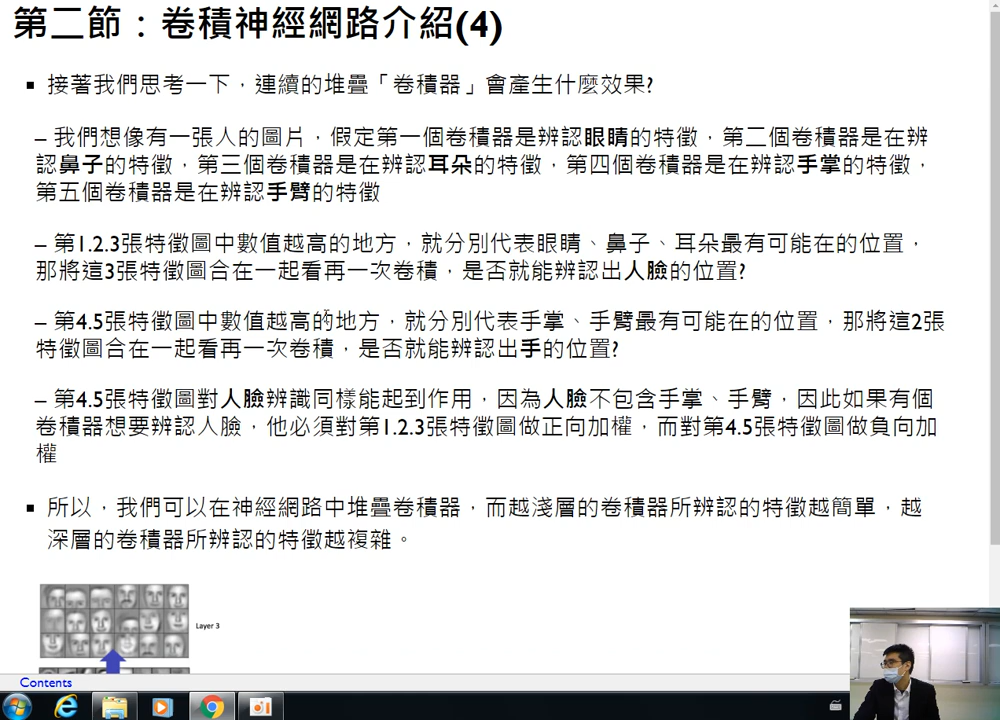 第二節：卷積神經網路介紹(4)
▪ 接著我們思考一下，連續的堆疊「卷積器」會產生什麼效果?
– 我們想像有一張人的圖片，假定第一個卷積器是辨認眼睛的特徵，第二個卷積器是在辨
認鼻子的特徵，第三個卷積器是在辨認耳朵的特徵，第四個卷積器是在辨認手掌的特徵，
第五個卷積器是在辨認手臂的特徵
– 第1.2.3張特徵圖中數值越高的地方，就分別代表眼睛、鼻子、耳朵最有可能在的位置，
那將這3張特徵圖合在一起看再一次卷積，是否就能辨認出人臉的位置?
– 第4.5張特徵圖中數值越高的地方，就分別代表手掌、手臂最有可能在的位置，那將這2張
特徵圖合在一起看再一次卷積，是否就能辨認出手的位置?
– 第4.5張特徵圖對人臉辨識同樣能起到作用，因為人臉不包含手掌、手臂，因此如果有個
卷積器想要辨認人臉，他必須對第1.2.3張特徵圖做正向加權，而對第4.5張特徵圖做負向加
權
▪ 所以，我們可以在神經網路中堆疊卷積器，而越淺層的卷積器所辨認的特徵越簡單，越
深層的卷積器所辨認的特徵越複雜。
Layer 3
Contents